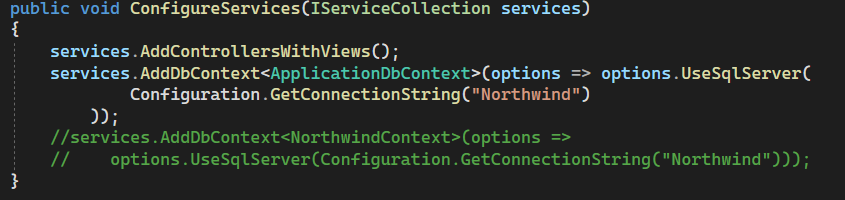 public void ConfigureServices(IServiceCollection services)
{
    services.AddControllersWithViews();
    services.AddDbContext<ApplicationDbContext>(options => options.UseSqlServer(
            Configuration.GetConnectionString("Northwind")
        ));
    //services.AddDbContext<NorthwindContext>(options =>
    //    options.UseSqlServer(Configuration.GetConnectionString("Northwind")));
}